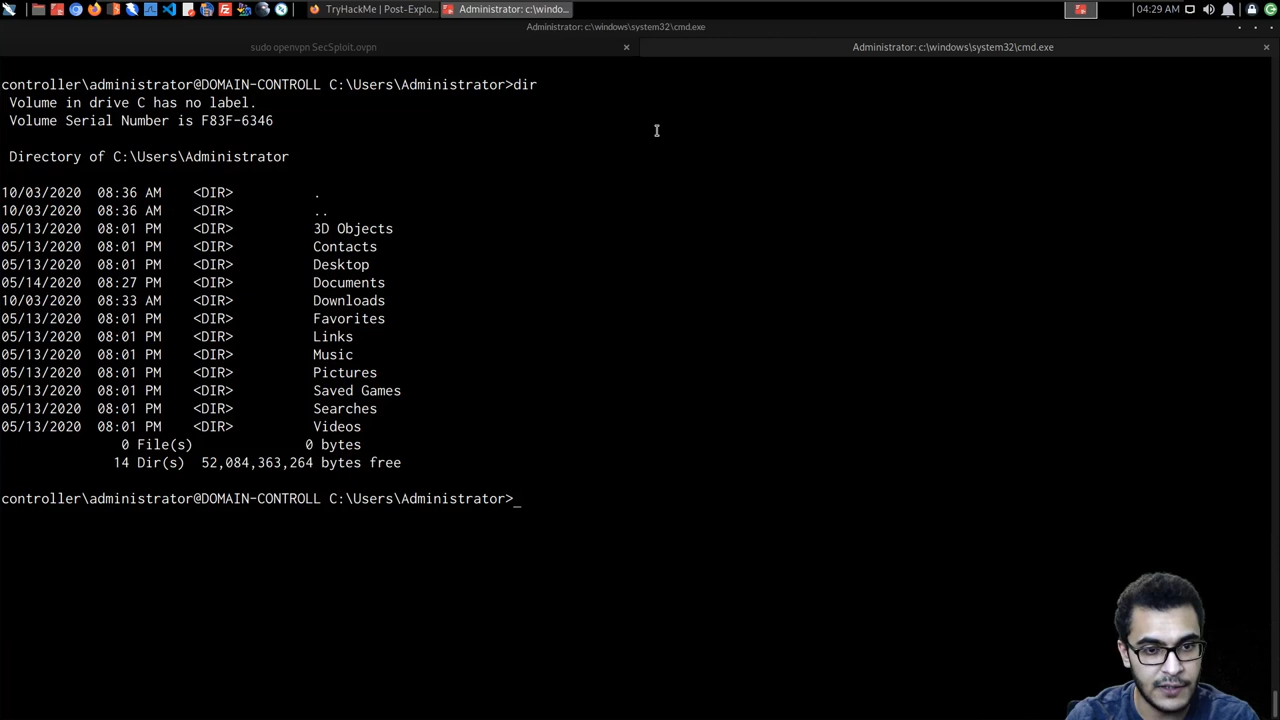 TryHackMe | Post-Explo...
Administrator: c:\windo...
04:29 AM
Administrator: c:\windows\system32\cmd.exe
sudo openvpn SecSploit.ovpn
Administrator: c:\windows\system32\cmd.exe
controller\administrator@DOMAIN-CONTROLL C:\Users\Administrator>dir
Volume in drive C has no label.
Volume Serial Number is F83F-6346
Directory of C:\Users\Administrator
10/03/2020  08:36 AM    <DIR>          .
10/03/2020  08:36 AM    <DIR>          ..
05/13/2020  08:01 PM    <DIR>          3D Objects
05/13/2020  08:01 PM    <DIR>          Contacts
05/13/2020  08:01 PM    <DIR>          Desktop
05/14/2020  08:27 PM    <DIR>          Documents
10/03/2020  08:33 AM    <DIR>          Downloads
05/13/2020  08:01 PM    <DIR>          Favorites
05/13/2020  08:01 PM    <DIR>          Links
05/13/2020  08:01 PM    <DIR>          Music
05/13/2020  08:01 PM    <DIR>          Pictures
05/13/2020  08:01 PM    <DIR>          Saved Games
05/13/2020  08:01 PM    <DIR>          Searches
05/13/2020  08:01 PM    <DIR>          Videos
0 File(s)              0 bytes
14 Dir(s)  52,084,363,264 bytes free
controller\administrator@DOMAIN-CONTROLL C:\Users\Administrator>_